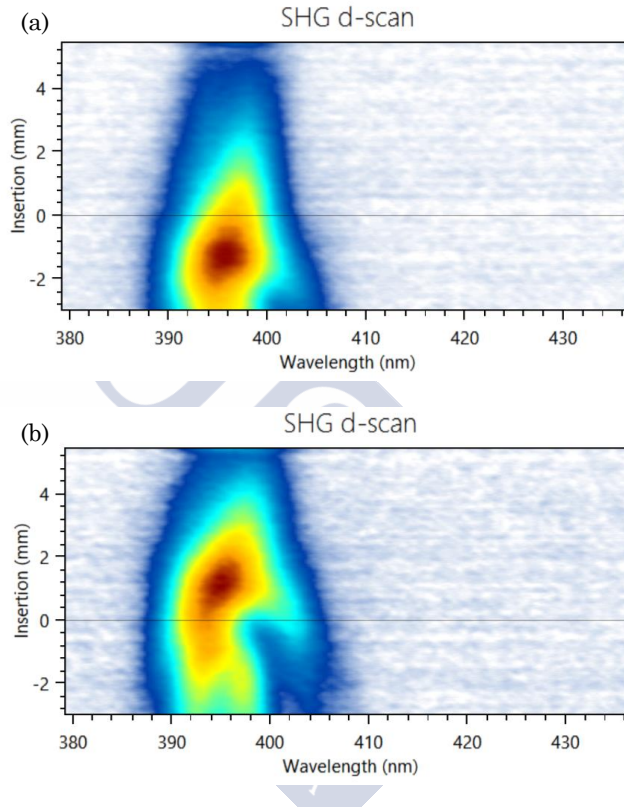 (a)
SHG d-scan
Insertion (mm)
4
2
0
-2
380 390 400 410 420 430
Wavelength (nm)
(b)
SHG d-scan
Insertion (mm)
4
2
0
-2
380 390 400 410 420 430
Wavelength (nm)